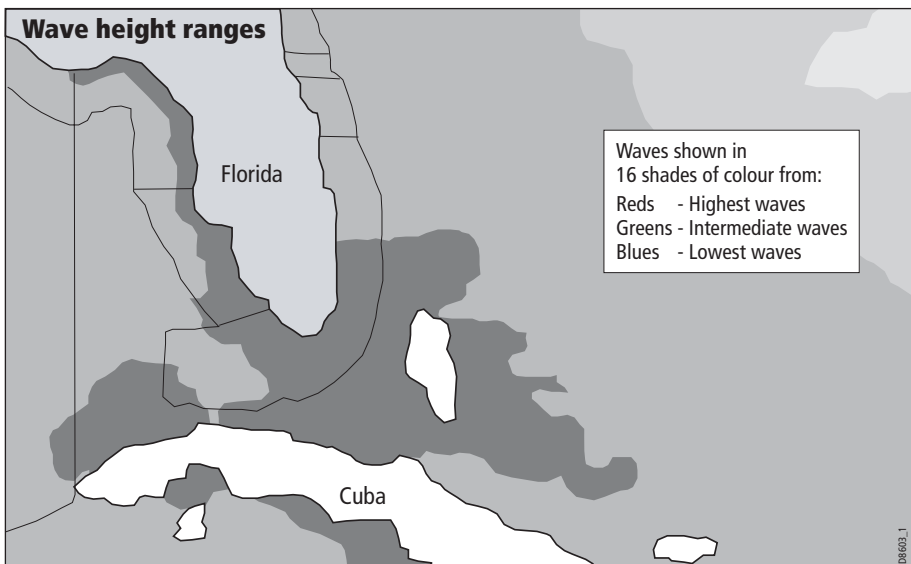 Wave height ranges
Florida
Waves shown in
16 shades of colour from:
Reds - Highest waves
Greens - Intermediate waves
Blues - Lowest waves
Cuba
D8603_1